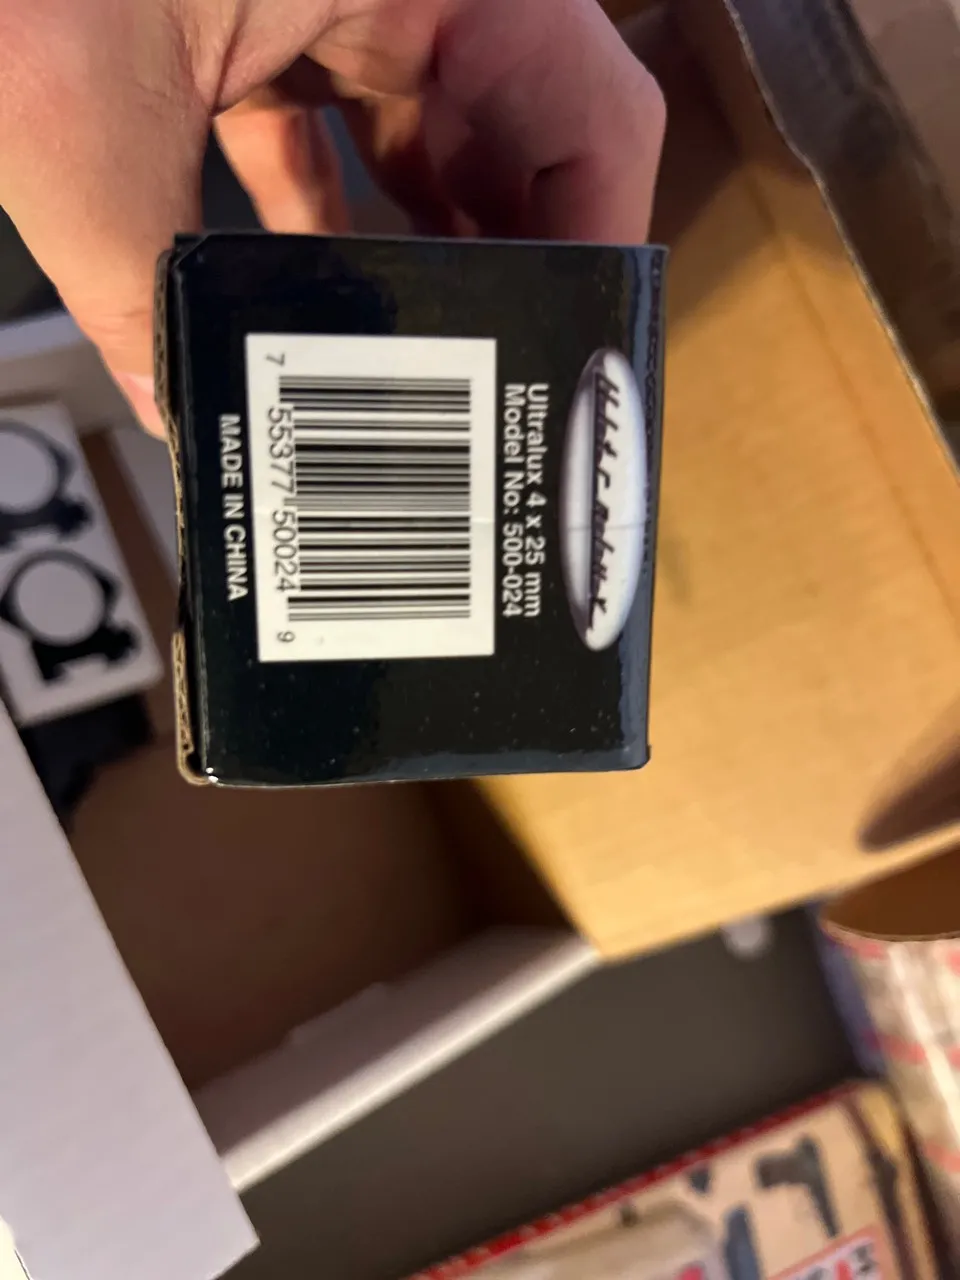 Ultralux 4 x 25 mm
Model No: 500-024
7 55377 50024 9
MADE IN CHINA